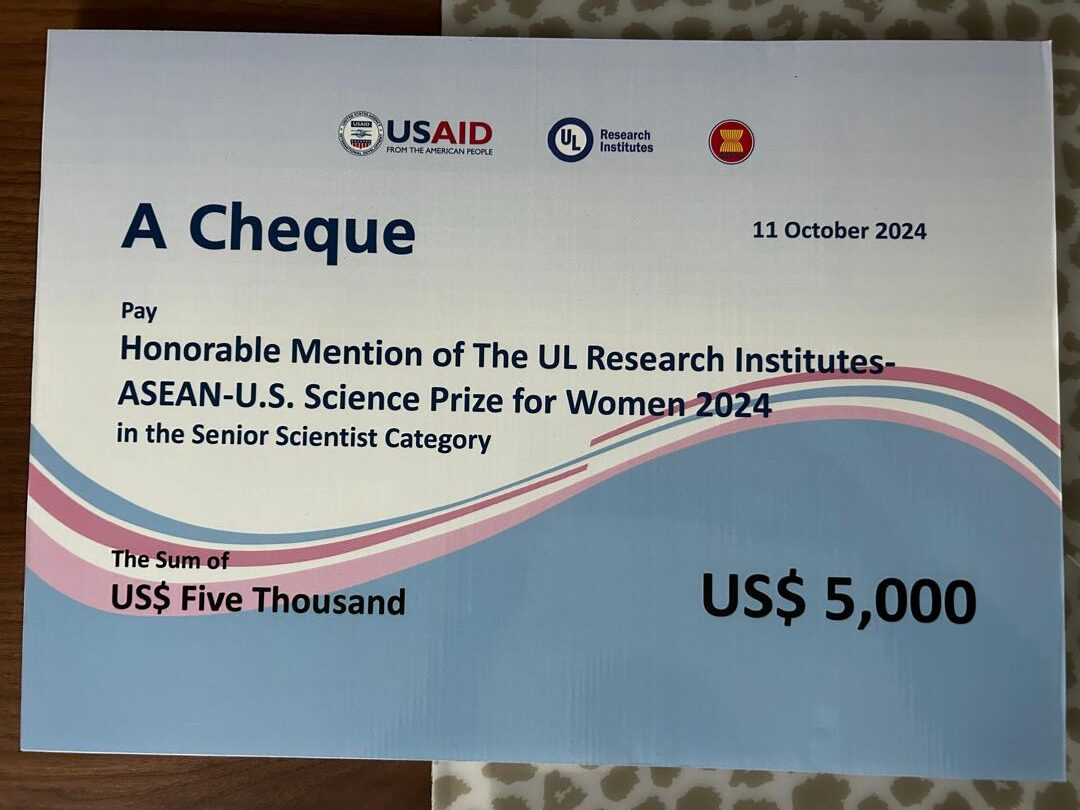 USAID
FROM THE AMERICAN PEOPLE
UL Research
Institutes
A Cheque
11 October 2024
Pay
Honorable Mention of The UL Research Institutes-
ASEAN-U.S. Science Prize for Women 2024
in the Senior Scientist Category
The Sum of
US$ Five Thousand
US$ 5,000